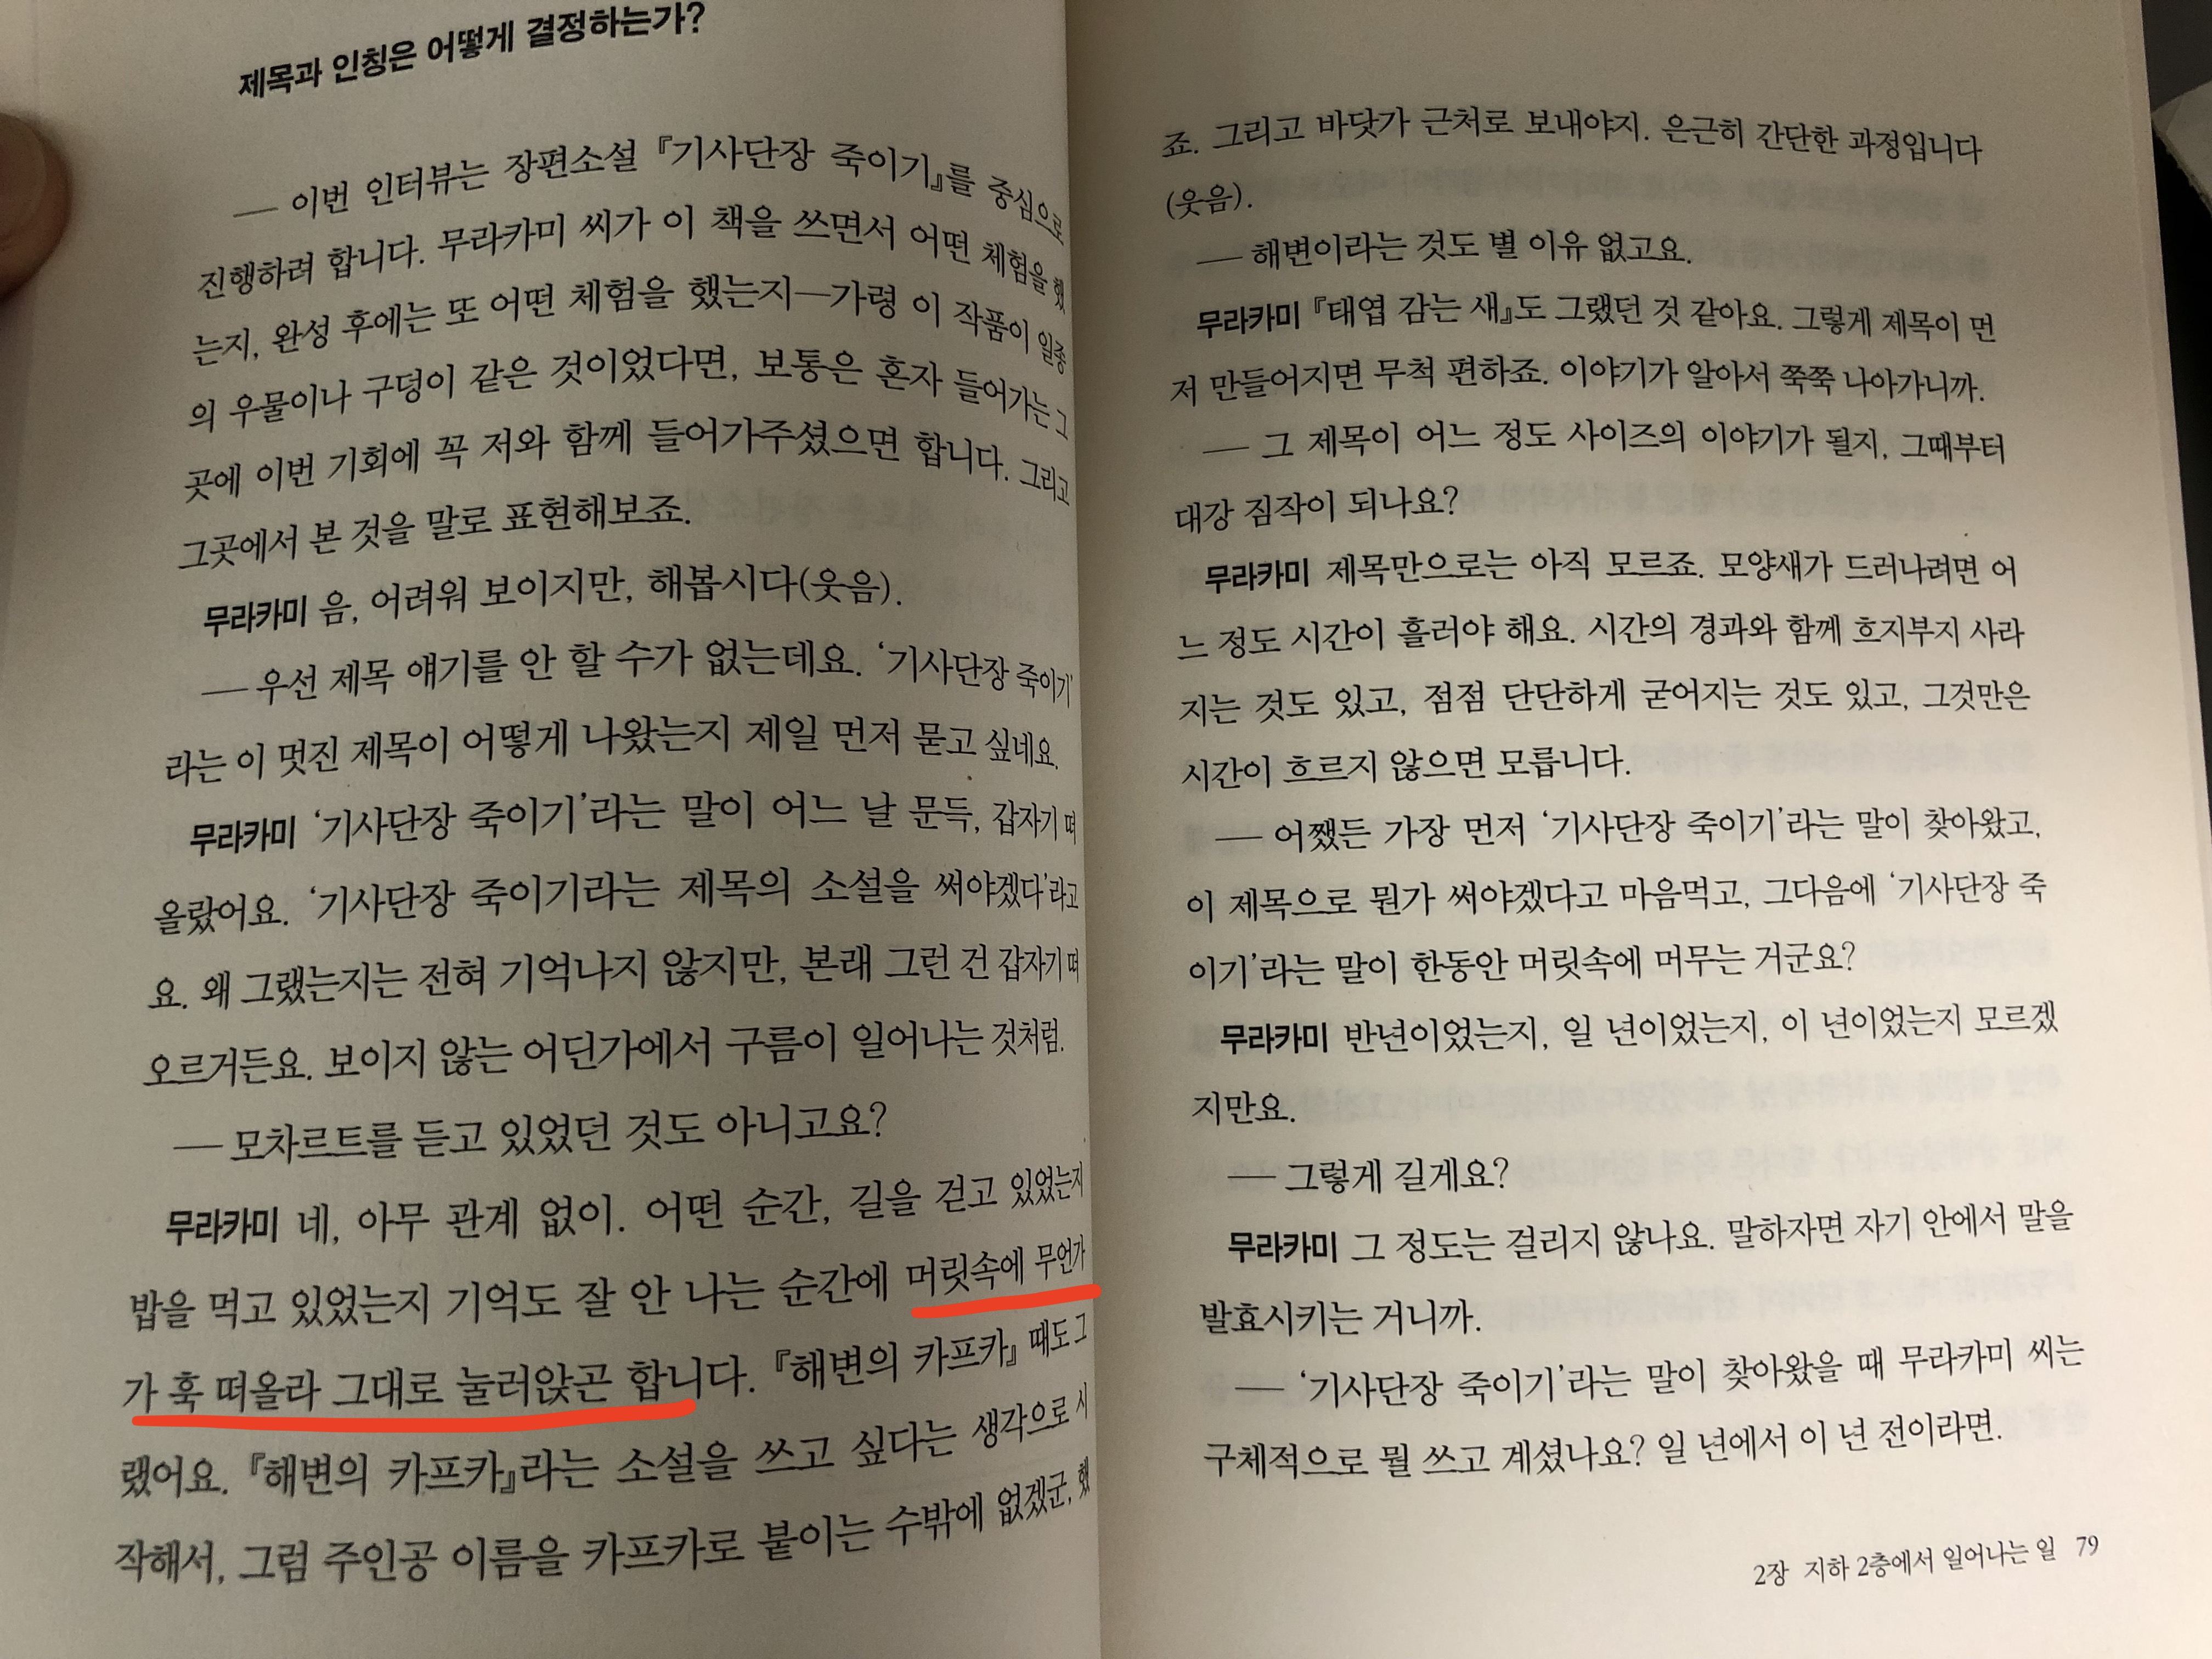 제목과 인칭은 어떻게 결정하는가?
— 이번 인터뷰는 장편소설 『기사단장 죽이기』를 중심으로
진행하려 합니다. 무라카미 씨가 이 책을 쓰면서 어떤 체험을 했
는지, 완성 후에는 또 어떤 체험을 했는지—가령 이 작품이 일종
의 우물이나 구덩이 같은 것이었다면, 보통은 혼자 들어가는 그
곳에 이번 기회에 꼭 저와 함께 들어가주셨으면 합니다. 그리고
그곳에서 본 것을 말로 표현해보죠.
무라카미 음, 어려워 보이지만, 해봅시다(웃음).
— 우선 제목 얘기를 안 할 수가 없는데요. ‘기사단장 죽이기’
라는 이 멋진 제목이 어떻게 나왔는지 제일 먼저 묻고 싶네요.
무라카미 ‘기사단장 죽이기’라는 말이 어느 날 문득, 갑자기 떠
올랐어요. ‘기사단장 죽이기라는 제목의 소설을 써야겠다’라고
요. 왜 그랬는지는 전혀 기억나지 않지만, 본래 그런 건 갑자기 떠
오르거든요. 보이지 않는 어딘가에서 구름이 일어나는 것처럼.
— 모차르트를 듣고 있었던 것도 아니고요?
무라카미 네, 아무 관계 없이. 어떤 순간, 길을 걷고 있었는지
밥을 먹고 있었는지 기억도 잘 안 나는 순간에 머릿속에 무언가
가 훅 떠올라 그대로 눌러앉곤 합니다. 『해변의 카프카』 때도 그
랬어요. 『해변의 카프카』라는 소설을 쓰고 싶다는 생각으로 시
작해서, 그럼 주인공 이름을 카프카로 붙이는 수밖에 없겠군, 했
죠. 그리고 바닷가 근처로 보내야지. 은근히 간단한 과정입니다
(웃음).
— 해변이라는 것도 별 이유 없고요.
무라카미 『태엽 감는 새』도 그랬던 것 같아요. 그렇게 제목이 먼
저 만들어지면 무척 편하죠. 이야기가 알아서 쭉쭉 나아가니까.
— 그 제목이 어느 정도 사이즈의 이야기가 될지, 그때부터
대강 짐작이 되나요?
무라카미 제목만으로는 아직 모르죠. 모양새가 드러나려면 어
느 정도 시간이 흘러야 해요. 시간의 경과와 함께 흐지부지 사라
지는 것도 있고, 점점 단단하게 굳어지는 것도 있고, 그것만은
시간이 흐르지 않으면 모릅니다.
— 어쨌든 가장 먼저 ‘기사단장 죽이기’라는 말이 찾아왔고,
이 제목으로 뭔가 써야겠다고 마음먹고, 그다음에 ‘기사단장 죽
이기’라는 말이 한동안 머릿속에 머무는 거군요?
무라카미 반년이었는지, 일 년이었는지, 이 년이었는지 모르겠
지만요.
— 그렇게 길게요?
무라카미 그 정도는 걸리지 않나요. 말하자면 자기 안에서 말을
발효시키는 거니까.
— ‘기사단장 죽이기’라는 말이 찾아왔을 때 무라카미 씨는
구체적으로 뭘 쓰고 계셨나요? 일 년에서 이 년 전이라면.
2장 지하 2층에서 일어나는 일 79